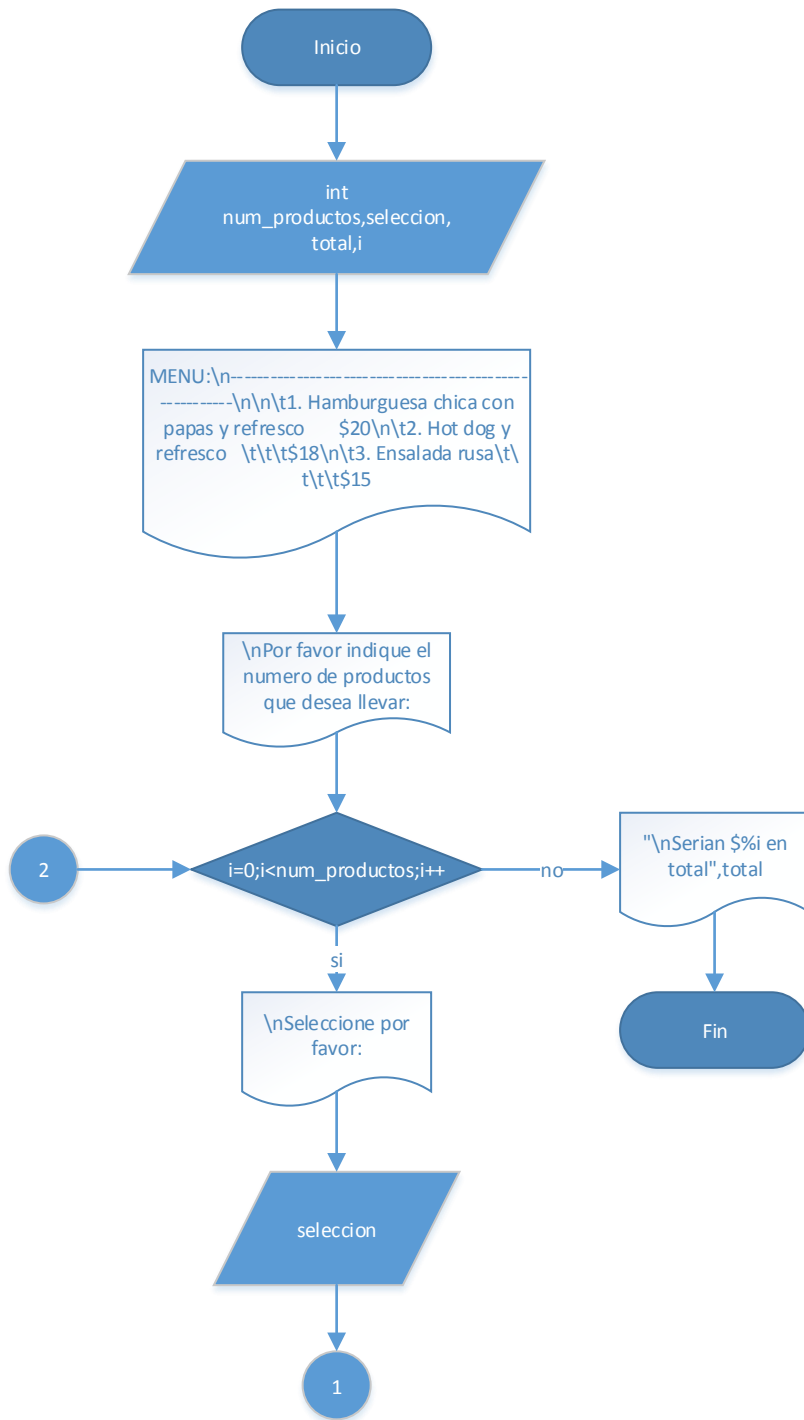 Inicio
int
num_productos,seleccion,
total,i
MENU:\n----------------------------------------------
-----------\n\n\t1. Hamburguesa chica con
papas y refresco $20\n\t2. Hot dog y
refresco \t\t\t$18\n\t3. Ensalada rusa\t\
t\t\t$15
\nPor favor indique el
numero de productos
que desea llevar:
2
i=0;i<num_productos;i++
no
"\nSerian $%i en
total",total
si
Fin
\nSeleccione por
favor:
seleccion
1